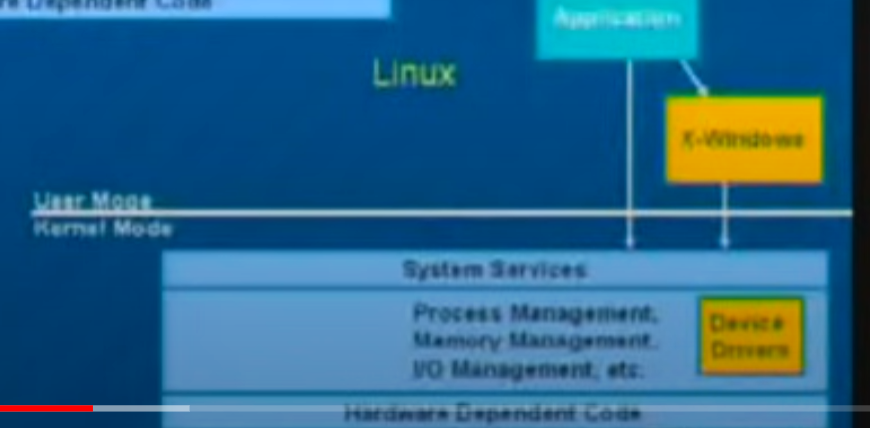 Dependent Code
Application
Linux
X-Windows
User Mode
Kernel Mode
System Services
Process Management,
Memory Management,
I/O Management, etc.
Device
Drivers
Hardware Dependent Code